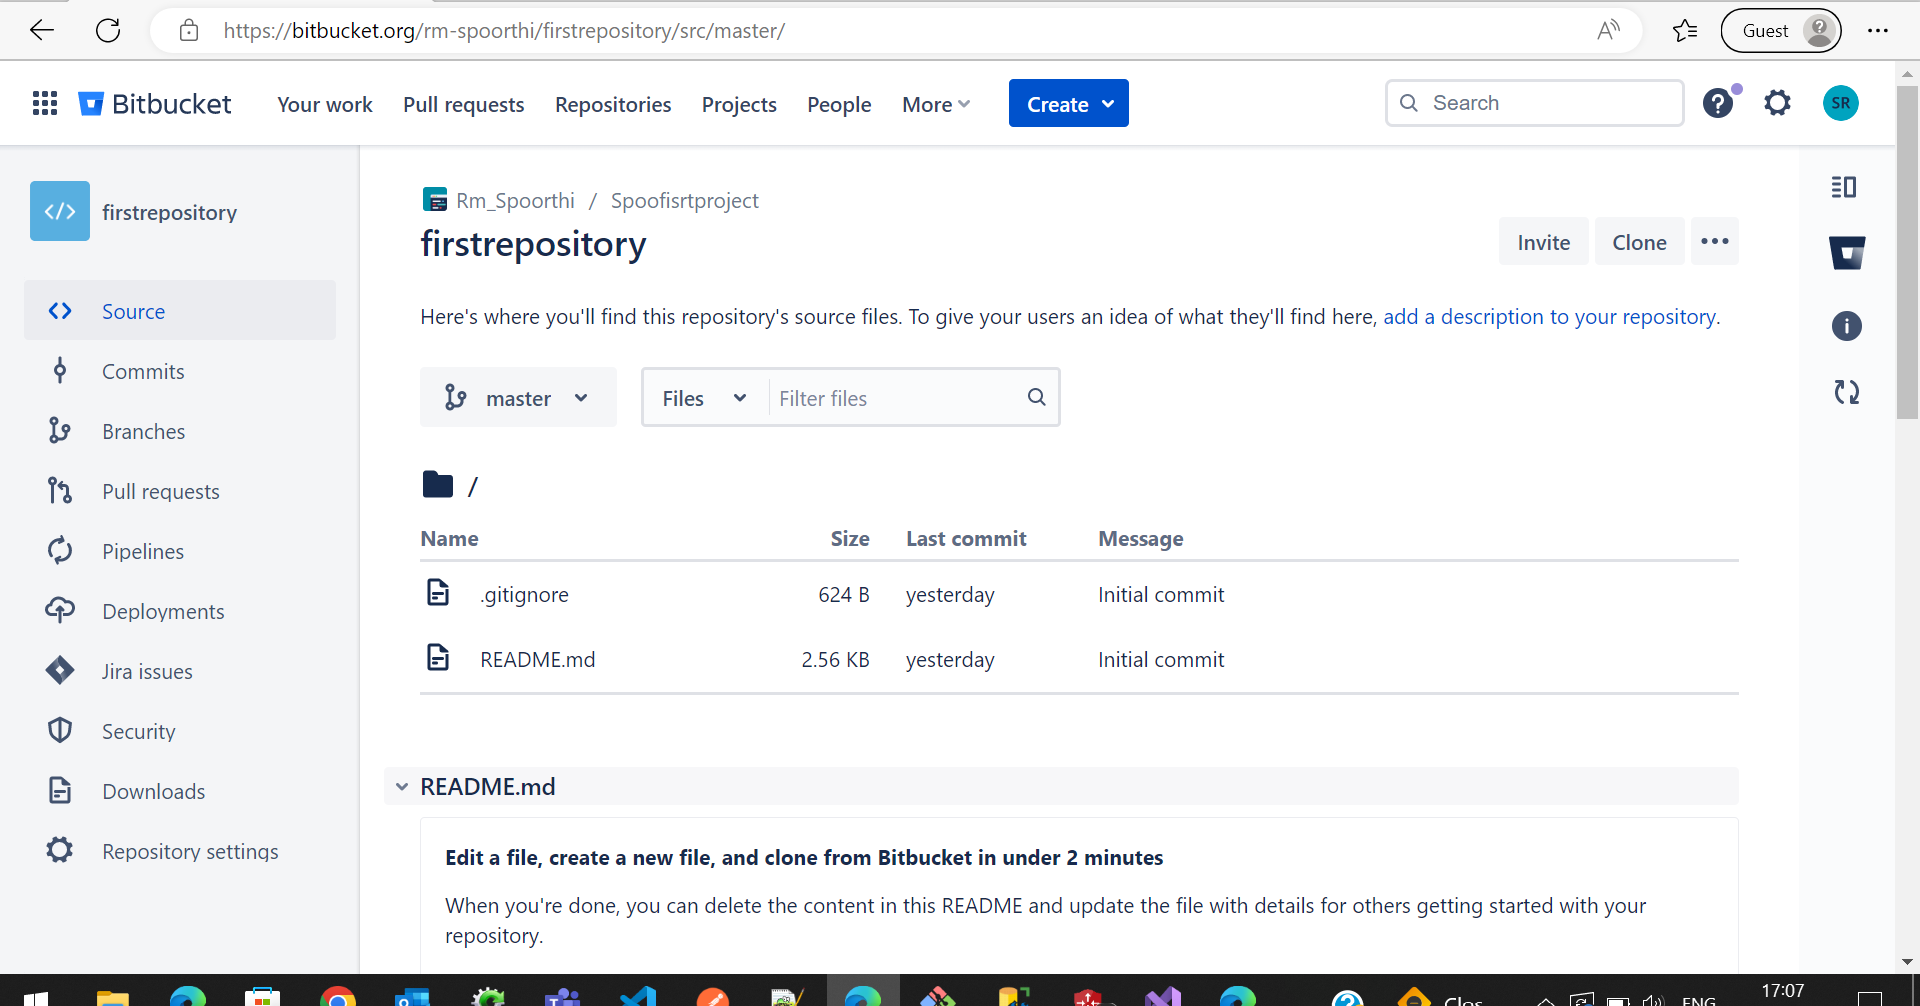 https://bitbucket.org/rm-spoorthi/firstrepository/src/master/
Guest
Bitbucket
Your work
Pull requests
Repositories
Projects
People
More
Create
Search
SR
firstrepository
Source
Commits
Branches
Pull requests
Pipelines
Deployments
Jira issues
Security
Downloads
Repository settings
Rm_Spoorthi / Spoofisrtproject
firstrepository
Invite
Clone
Here's where you'll find this repository's source files. To give your users an idea of what they'll find here, add a description to your repository.
master
Files
Filter files
/
Name Size Last commit Message
.gitignore 624 B yesterday Initial commit
README.md 2.56 KB yesterday Initial commit
README.md
Edit a file, create a new file, and clone from Bitbucket in under 2 minutes
When you're done, you can delete the content in this README and update the file with details for others getting started with your
repository.
17:07
ENG